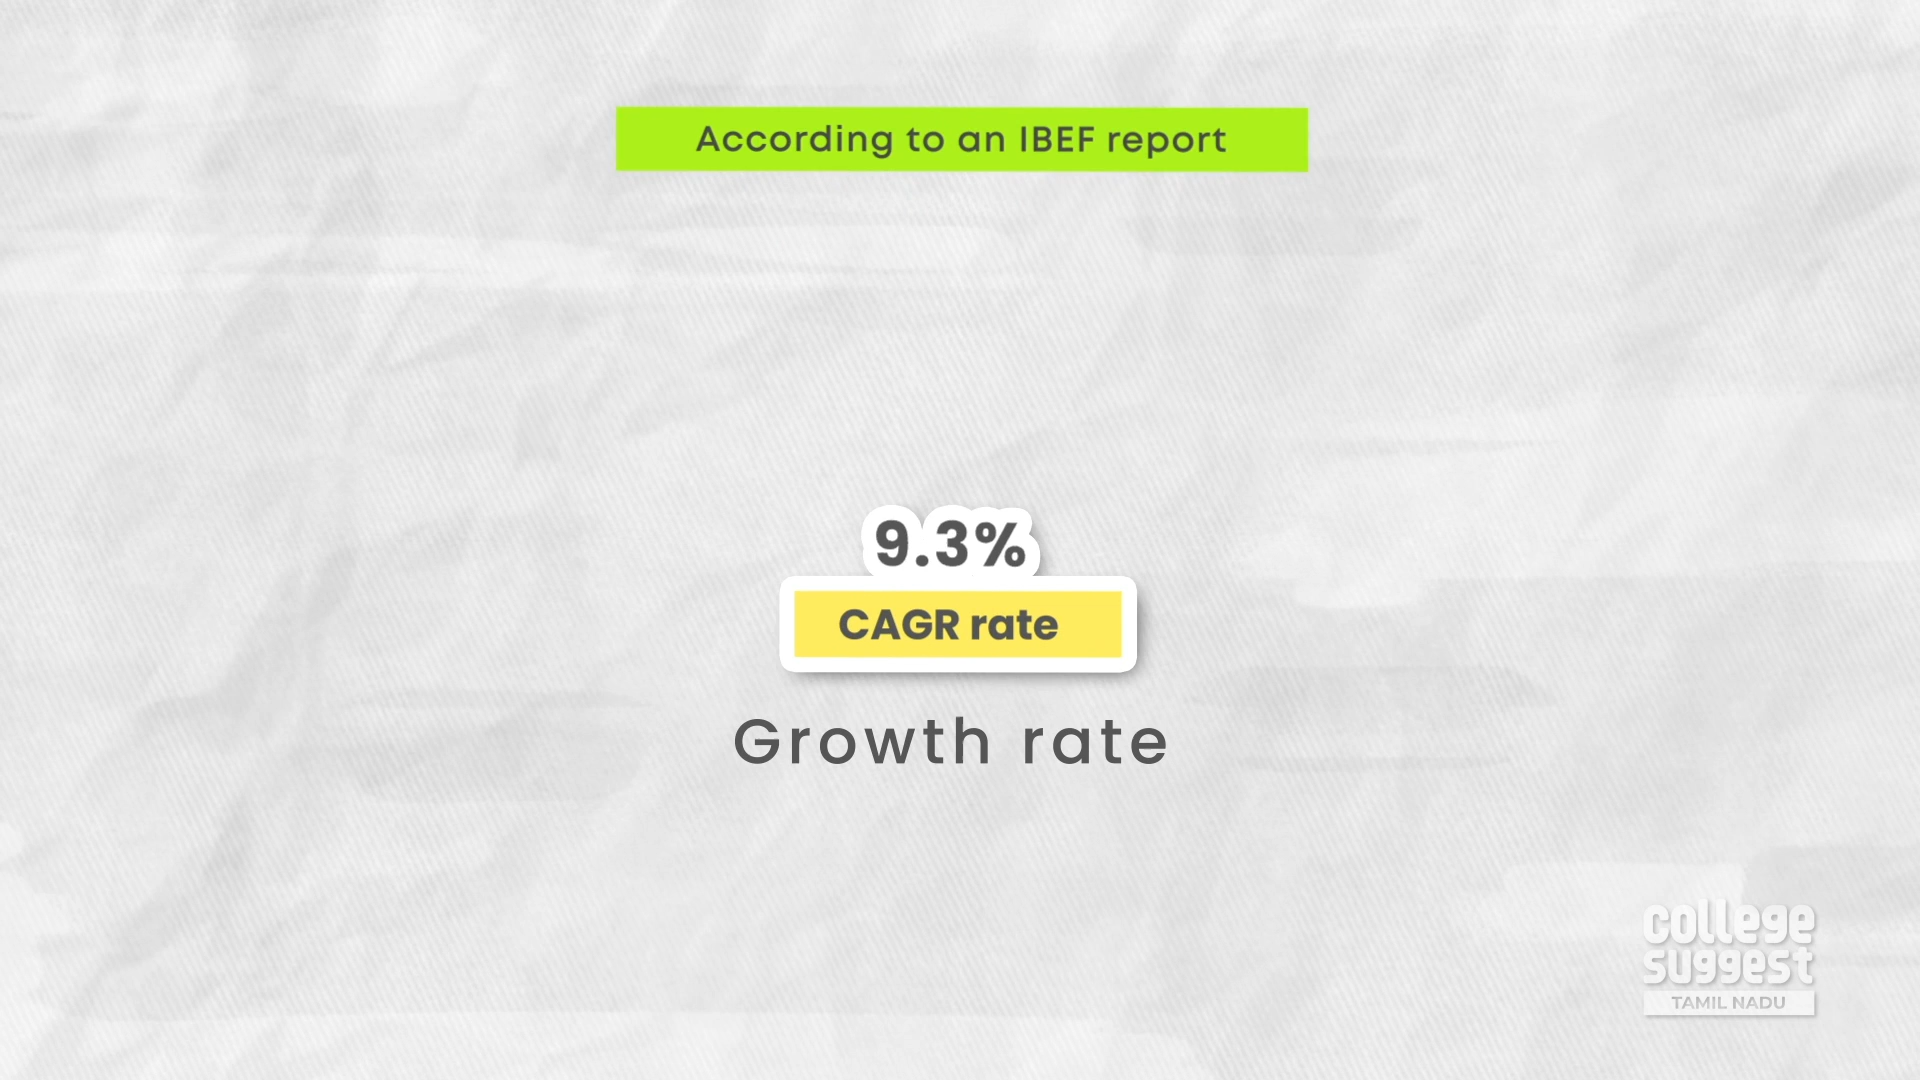 According to an IBEF report
9.3%
CAGR rate
Growth rate
college
suggest
TAMIL NADU